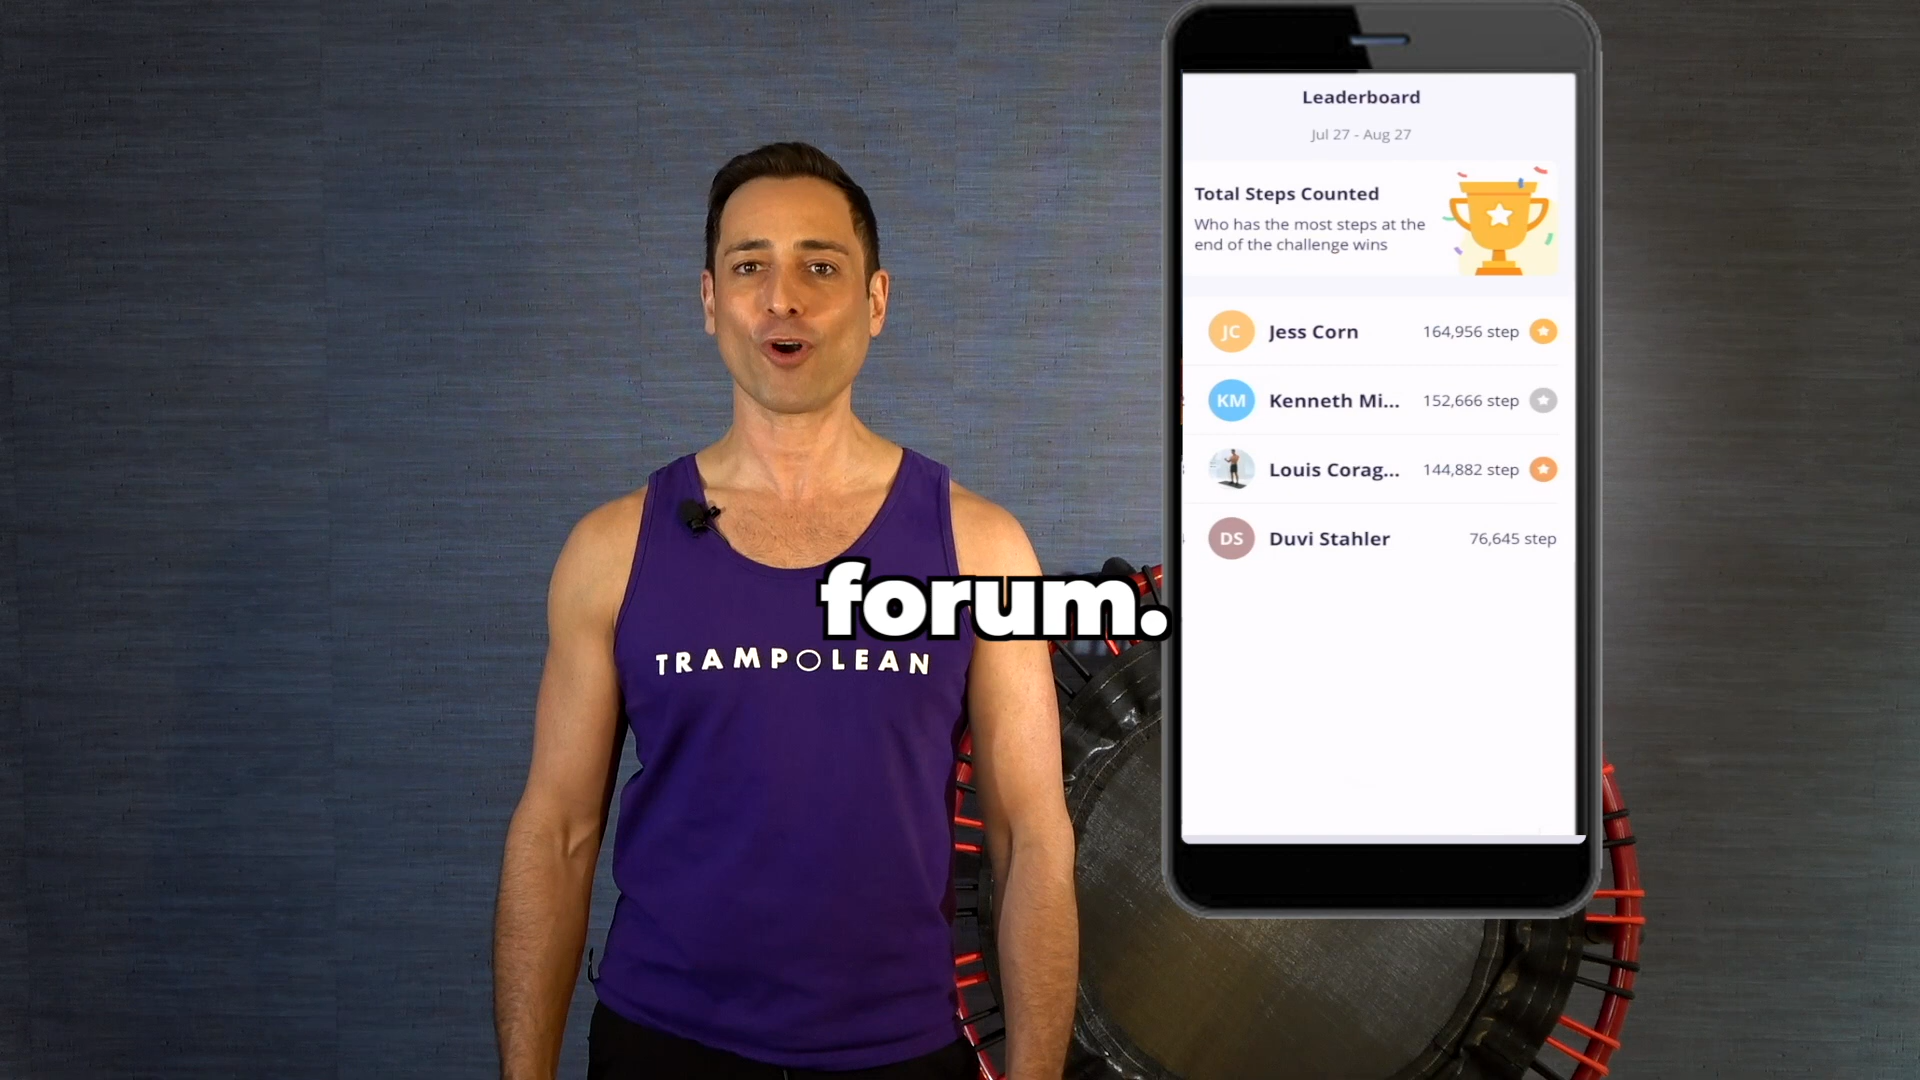 Leaderboard
Jul 27 - Aug 27
Total Steps Counted
Who has the most steps at the
end of the challenge wins
JC Jess Corn 164,956 step
KM Kenneth Mi... 152,666 step
Louis Corag... 144,882 step
DS Duvi Stahler 76,645 step
forum.
TRAMPOLEAN